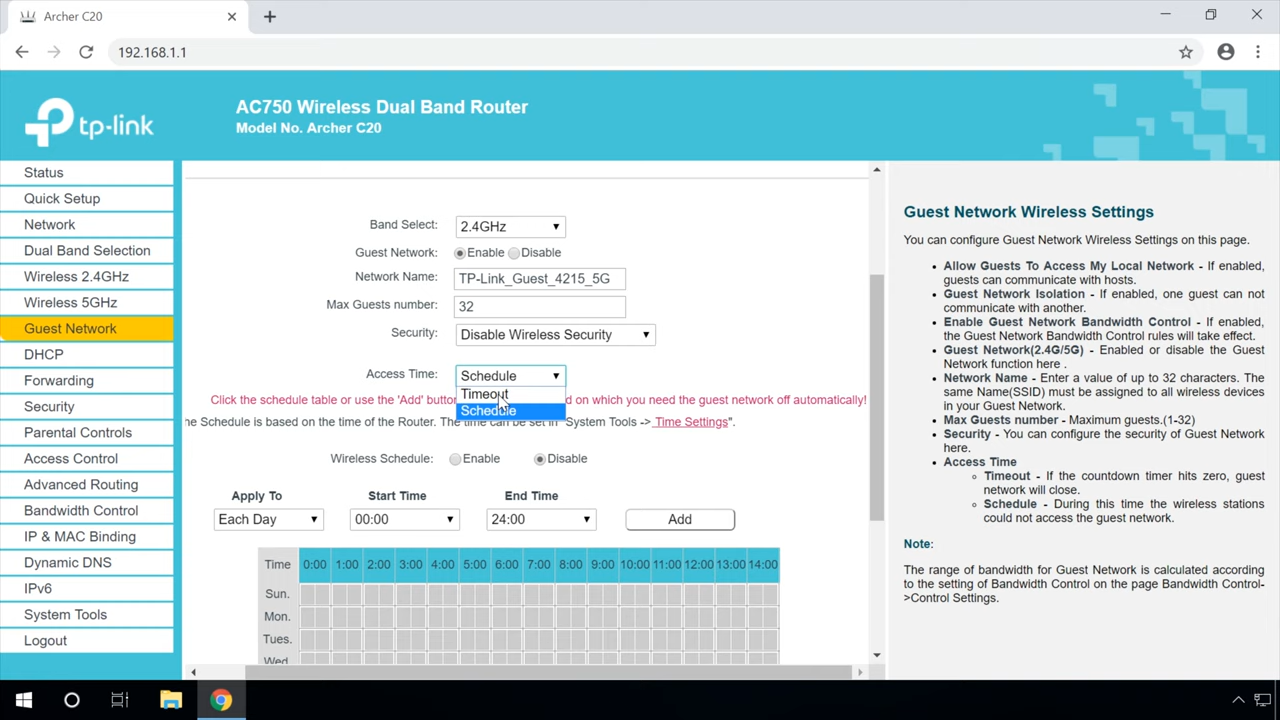 Archer C20
192.168.1.1
tp-link
AC750 Wireless Dual Band Router
Model No. Archer C20
Status
Quick Setup
Network
Dual Band Selection
Wireless 2.4GHz
Wireless 5GHz
Guest Network
DHCP
Forwarding
Security
Parental Controls
Access Control
Advanced Routing
Bandwidth Control
IP & MAC Binding
Dynamic DNS
IPv6
System Tools
Logout
Band Select: 2.4GHz
Guest Network: Enable Disable
Network Name: TP-Link_Guest_4215_5G
Max Guests number: 32
Security: Disable Wireless Security
Access Time: Schedule
Timeout
Schedule
Click the schedule table or use the 'Add' butto d on which you need the guest network off automatically!
he Schedule is based on the time of the Router. The time can be set in "System Tools -> Time Settings".
Wireless Schedule: Enable Disable
Apply To Start Time End Time
Each Day 00:00 24:00 Add
Time 0:00 1:00 2:00 3:00 4:00 5:00 6:00 7:00 8:00 9:00 10:00 11:00 12:00 13:00 14:00
Sun.
Mon.
Tues.
Wed
Guest Network Wireless Settings
You can configure Guest Network Wireless Settings on this page.
Allow Guests To Access My Local Network - If enabled,
guests can communicate with hosts.
Guest Network Isolation - If enabled, one guest can not
communicate with another.
Enable Guest Network Bandwidth Control - If enabled,
the Guest Network Bandwidth Control rules will take effect.
Guest Network(2.4G/5G) - Enabled or disable the Guest
Network function here .
Network Name - Enter a value of up to 32 characters. The
same Name(SSID) must be assigned to all wireless devices
in your Guest Network.
Max Guests number - Maximum guests.(1-32)
Security - You can configure the security of Guest Network
here.
Access Time
Timeout - If the countdown timer hits zero, guest
network will close.
Schedule - During this time the wireless stations
could not access the guest network.
Note:
The range of bandwidth for Guest Network is calculated according
to the setting of Bandwidth Control on the page Bandwidth Control-
>Control Settings.